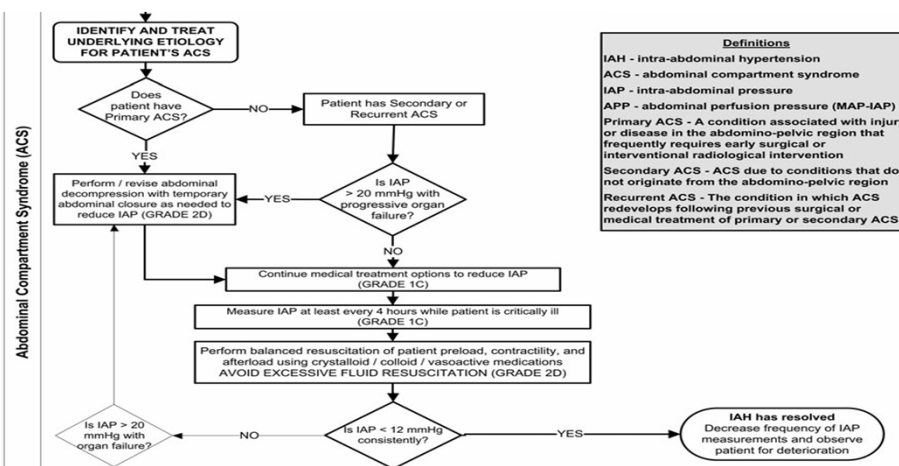 Abdominal Compartment Syndrome (ACS)
IDENTIFY AND TREAT
UNDERLYING ETIOLOGY
FOR PATIENT'S ACS
Does
patient have
Primary ACS?
NO
Patient has Secondary or
Recurrent ACS
YES
Perform / revise abdominal
decompression with temporary
abdominal closure as needed to
reduce IAP (GRADE 2D)
YES
Is IAP
> 20 mmHg with
progressive organ
failure?
NO
Continue medical treatment options to reduce IAP
(GRADE 1C)
Measure IAP at least every 4 hours while patient is critically ill
(GRADE 1C)
Perform balanced resuscitation of patient preload, contractility, and
afterload using crystalloid / colloid / vasoactive medications
AVOID EXCESSIVE FLUID RESUSCITATION (GRADE 2D)
Is IAP > 20
mmHg with
organ failure?
NO
Is IAP < 12 mmHg
consistently?
YES
IAH has resolved
Decrease frequency of IAP
measurements and observe
patient for deterioration
Definitions
IAH - intra-abdominal hypertension
ACS - abdominal compartment syndrome
IAP - intra-abdominal pressure
APP - abdominal perfusion pressure (MAP-IAP)
Primary ACS - A condition associated with injury
or disease in the abdomino-pelvic region that
frequently requires early surgical or
interventional radiological intervention
Secondary ACS - ACS due to conditions that do
not originate from the abdomino-pelvic region
Recurrent ACS - The condition in which ACS
redevelops following previous surgical or
medical treatment of primary or secondary ACS